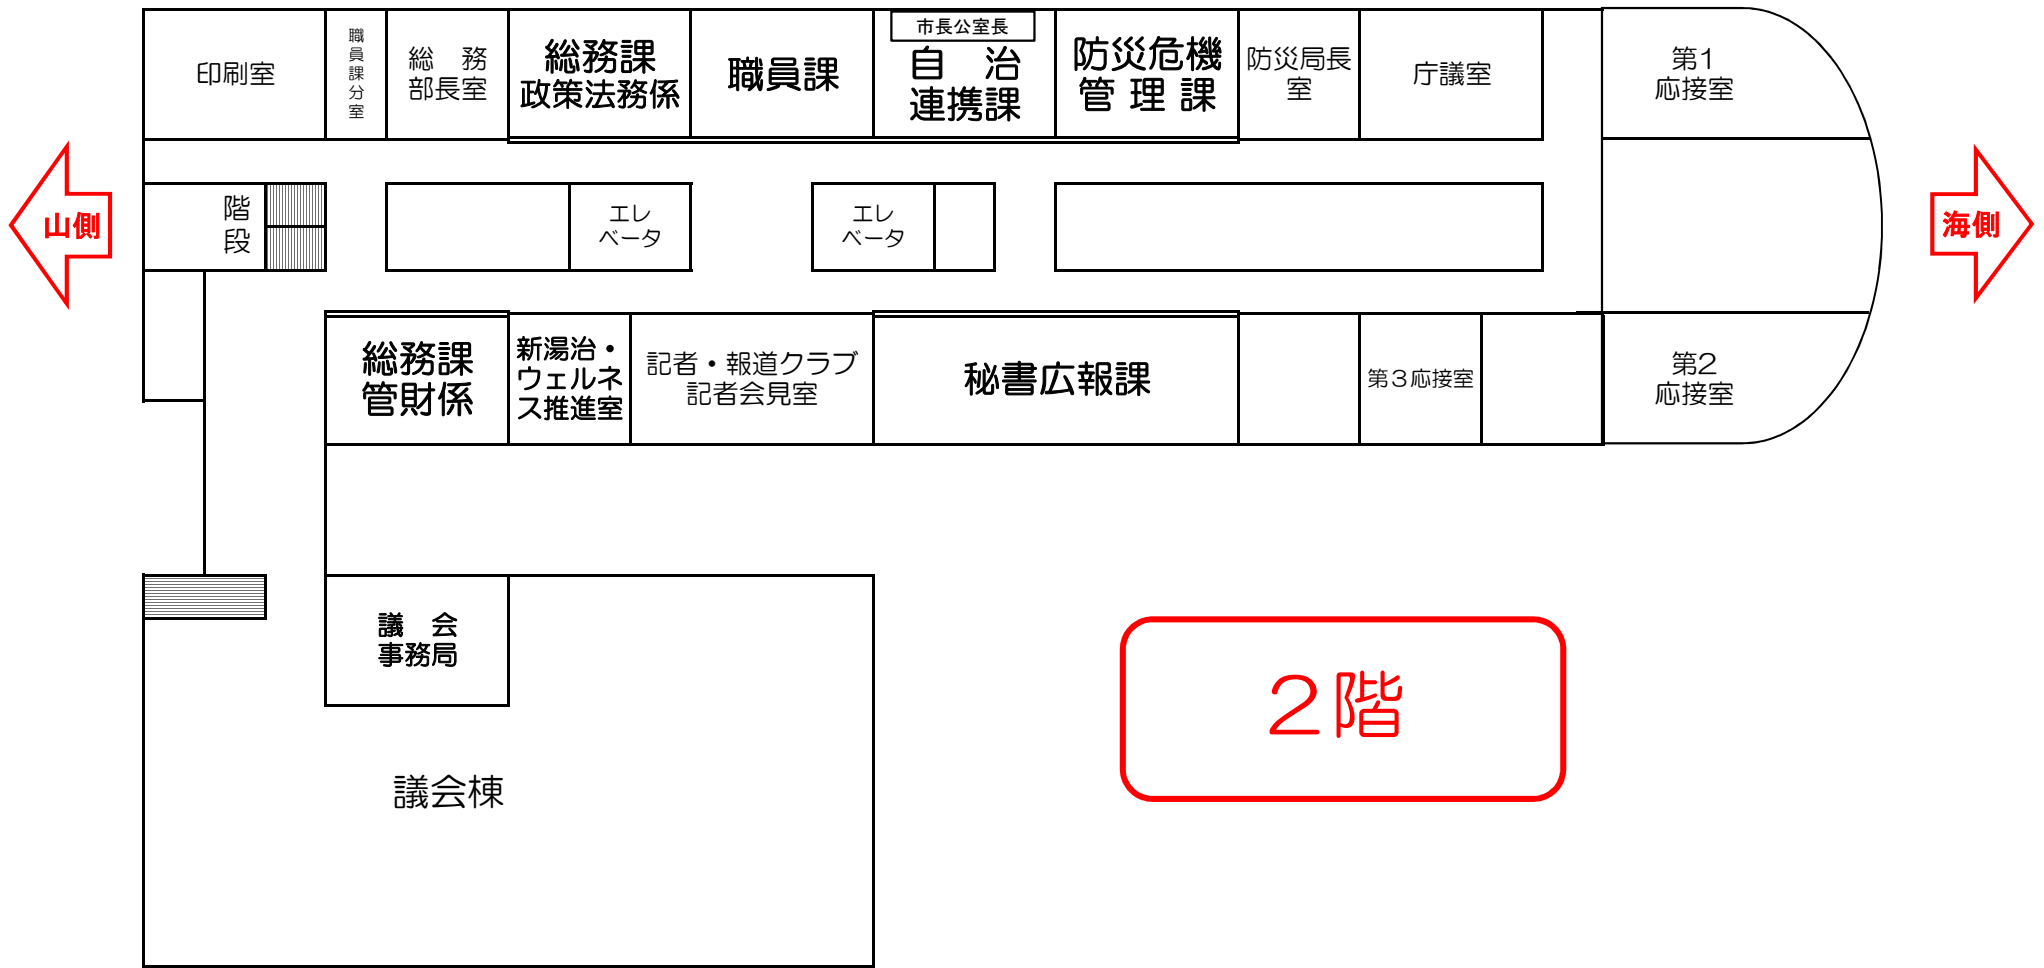 印刷室
職員課分室
総　務
部長室
総務課
政策法務係
職員課
市長公室長
自　治
連携課
防災危機
管理課
防災局長
室
庁議室
第1
応接室
山側
階段
エレ
ベータ
エレ
ベータ
海側
総務課
管財係
新湯治・
ウェルネ
ス推進室
記者・報道クラブ
記者会見室
秘書広報課
第３応接室
第2
応接室
議　会
事務局
議会棟
２階